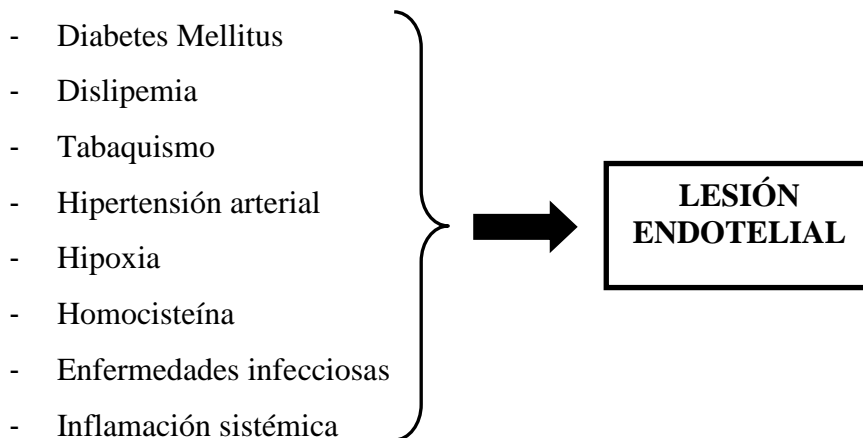 - Diabetes Mellitus
- Dislipemia
- Tabaquismo
- Hipertensión arterial
- Hipoxia
- Homocisteína
- Enfermedades infecciosas
- Inflamación sistémica
LESIÓN
ENDOTELIAL